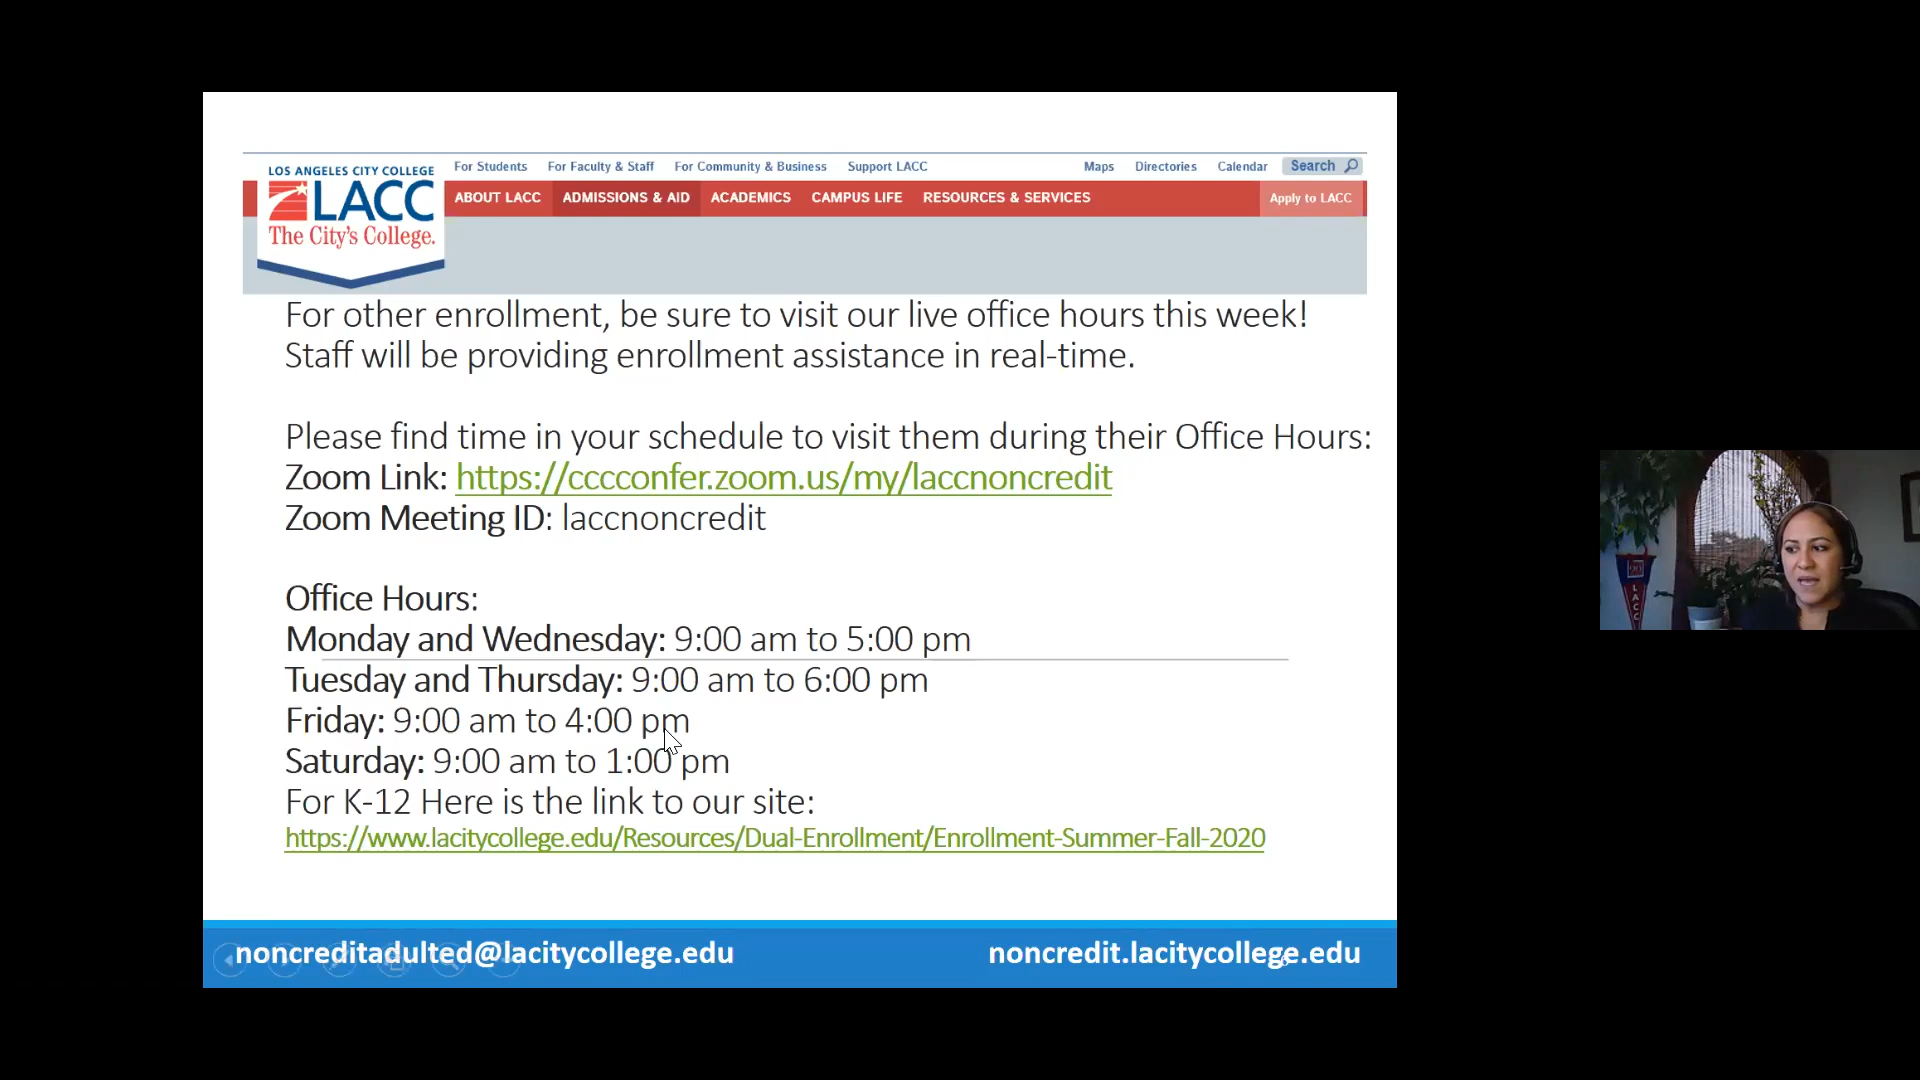 For Students For Faculty & Staff For Community & Business Support LACC Maps Directories Calendar Search
LOS ANGELES CITY COLLEGE
LACC
The City's College.
ABOUT LACC ADMISSIONS & AID ACADEMICS CAMPUS LIFE RESOURCES & SERVICES Apply to LACC
For other enrollment, be sure to visit our live office hours this week!
Staff will be providing enrollment assistance in real-time.
Please find time in your schedule to visit them during their Office Hours:
Zoom Link: https://cccconfer.zoom.us/my/laccnoncredit
Zoom Meeting ID: laccnoncredit
Office Hours:
Monday and Wednesday: 9:00 am to 5:00 pm
Tuesday and Thursday: 9:00 am to 6:00 pm
Friday: 9:00 am to 4:00 pm
Saturday: 9:00 am to 1:00 pm
For K-12 Here is the link to our site:
https://www.lacitycollege.edu/Resources/Dual-Enrollment/Enrollment-Summer-Fall-2020
noncreditadulted@lacitycollege.edu noncredit.lacitycollege.edu
LACC